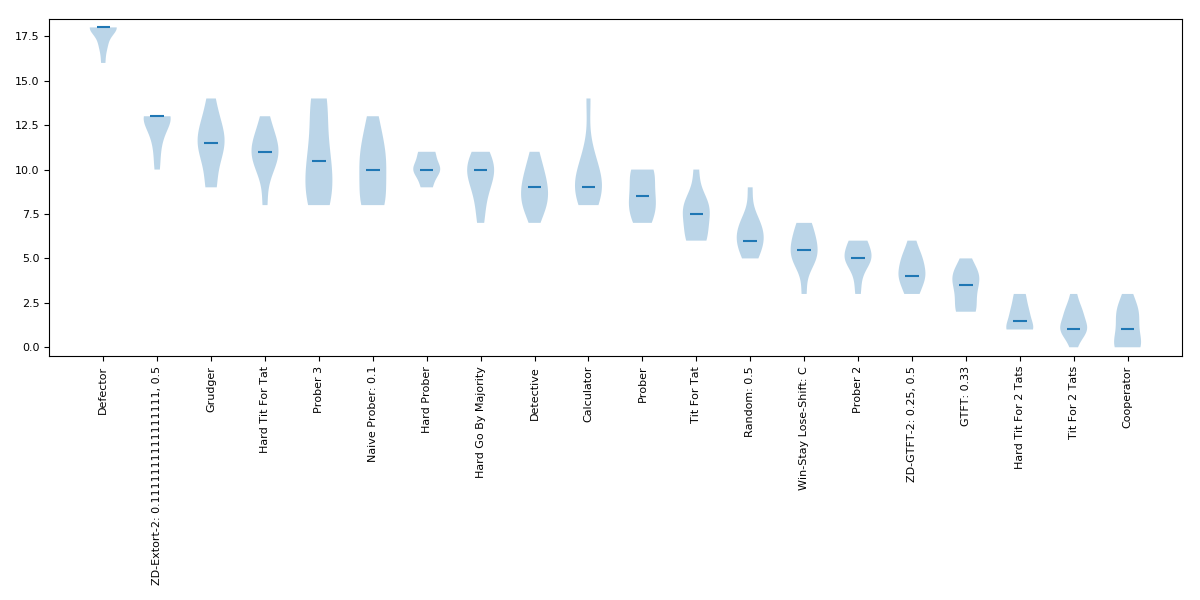 17.5
15.0
12.5
10.0
7.5
5.0
2.5
0.0
Defector
ZD-Extort-2: 0.1111111111111111, 0.5
Grudger
Hard Tit For Tat
Prober 3
Naive Prober: 0.1
Hard Prober
Hard Go By Majority
Detective
Calculator
Prober
Tit For Tat
Random: 0.5
Win-Stay Lose-Shift: C
Prober 2
ZD-GTFT-2: 0.25, 0.5
GTFT: 0.33
Hard Tit For 2 Tats
Tit For 2 Tats
Cooperator